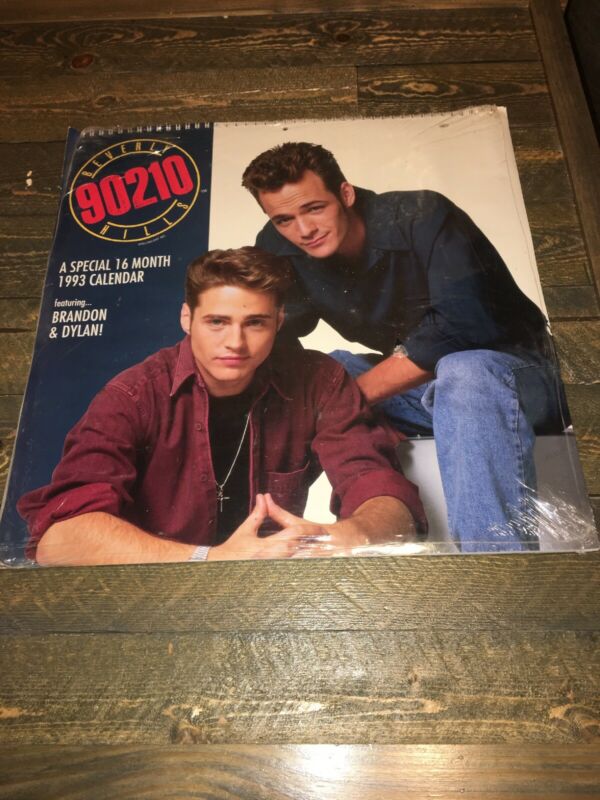 BEVERLY
90210
HILLS
A SPECIAL 16 MONTH
1993 CALENDAR
featuring...
BRANDON
& DYLAN!